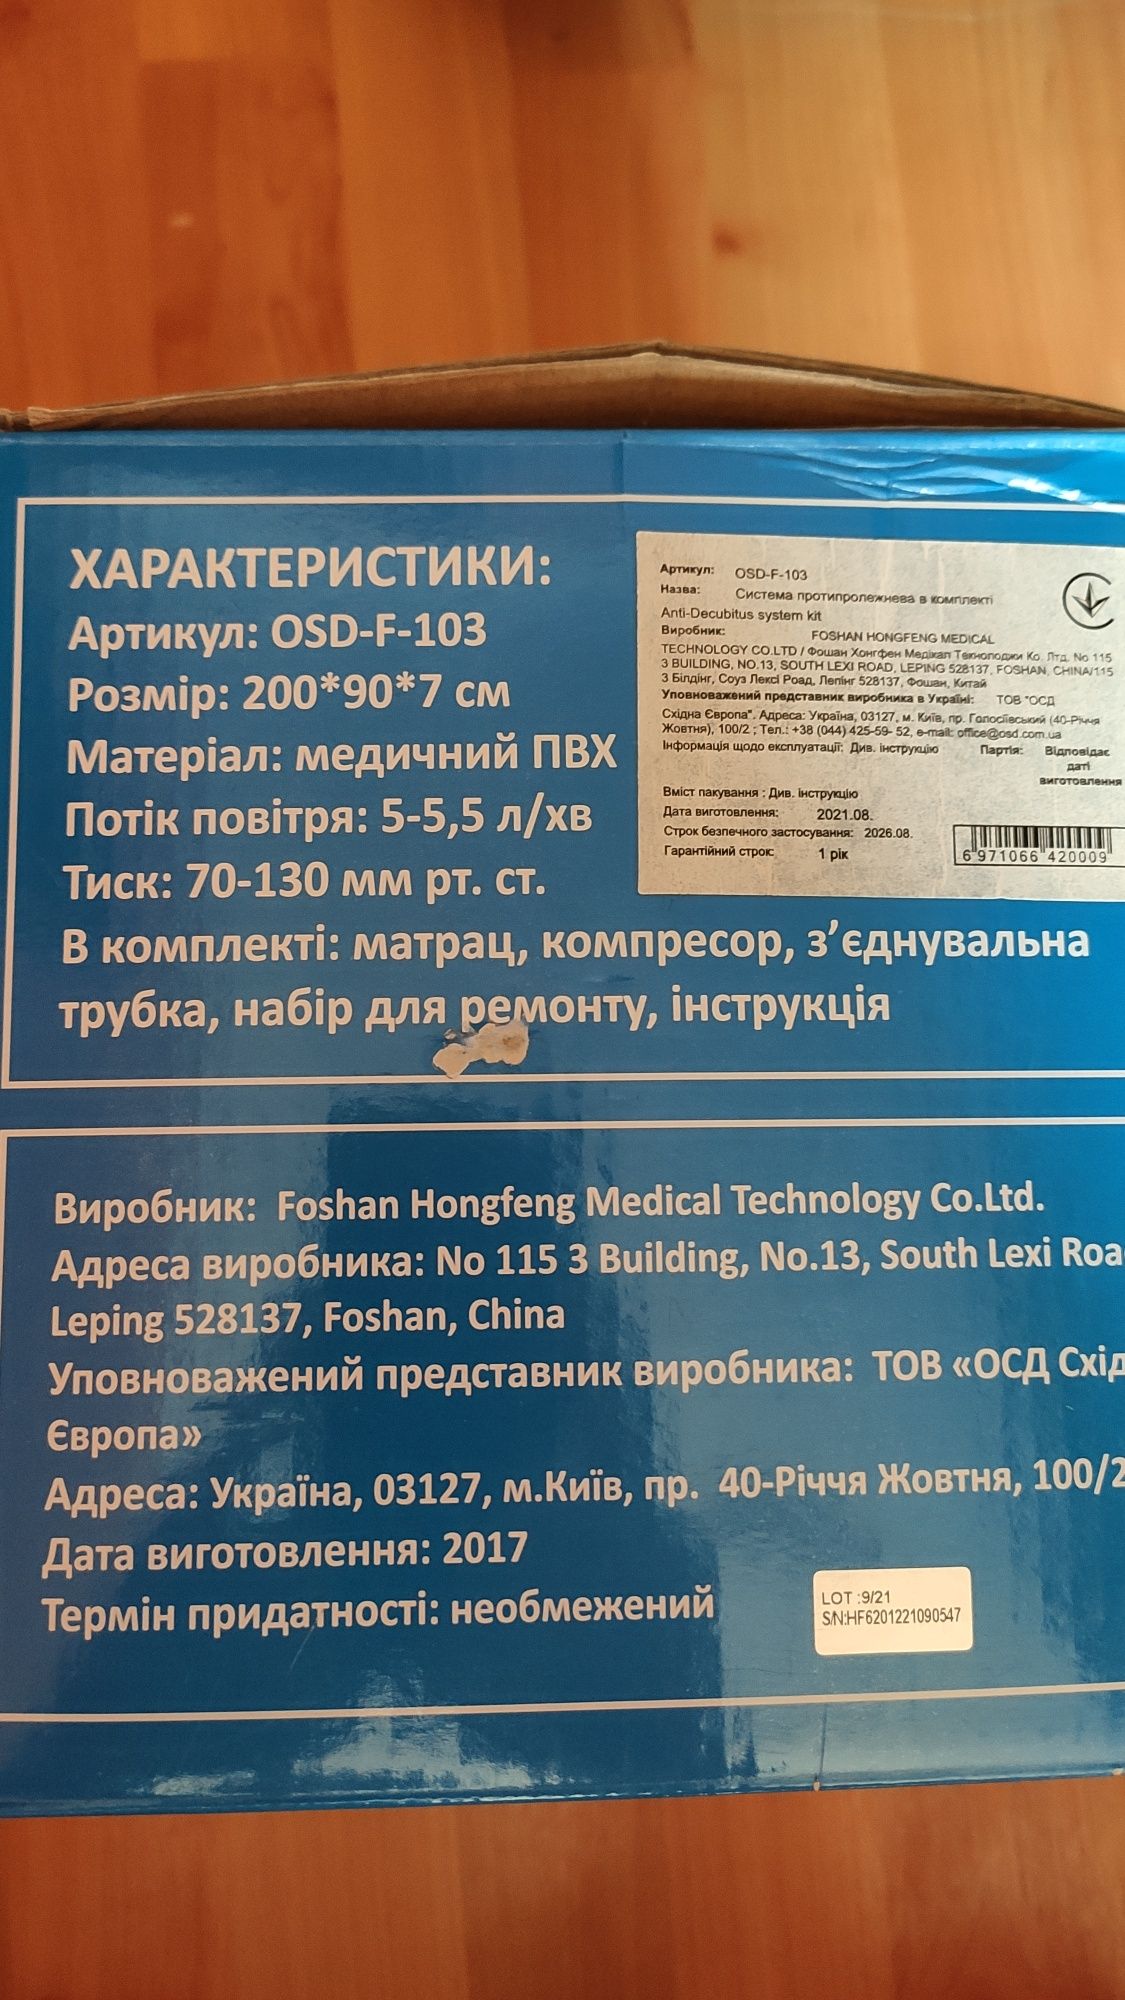 ХАРАКТЕРИСТИКИ:
Артикул: OSD-F-103
Розмір: 200*90*7 см
Матеріал: медичний ПВХ
Потік повітря: 5-5,5 л/хв
Тиск: 70-130 мм рт. ст.
В комплекті: матрац, компресор, з’єднувальна
трубка, набір для ремонту, інструкція
Артикул: OSD-F-103
Назва: Система протипролежнева в комплекті
Anti-Decubitus system kit
Виробник: FOSHAN HONGFENG MEDICAL
TECHNOLOGY CO.LTD / Фошан Хонгфен Медікал Технолоджи Ко. Лтд. No 115
3 BUILDING, NO.13, SOUTH LEXI ROAD, LEPING 528137, FOSHAN, CHINA/115
3 Білдінг, Соуз Лексі Роад, Лепінг 528137, Фошан, Китай
Уповноважений представник виробника в Україні: ТОВ "ОСД
Східна Європа". Адреса: Україна, 03127, м. Київ, пр. Голосіївський (40-Річчя
Жовтня), 100/2 ; Тел.: +38 (044) 425-59- 52, e-mail: office@osd.com.ua
Інформація щодо експлуатації: Див. інструкцію Партія: Відповідає
даті
виготовлення
Вміст пакування : Див. інструкцію
Дата виготовлення: 2021.08.
Строк безпечного застосування: 2026.08.
Гарантійний строк: 1 рік
6 971066 420009
Виробник: Foshan Hongfeng Medical Technology Co.Ltd.
Адреса виробника: No 115 3 Building, No.13, South Lexi Roa
Leping 528137, Foshan, China
Уповноважений представник виробника: ТОВ «ОСД Схід
Європа»
Адреса: Україна, 03127, м.Київ, пр. 40-Річчя Жовтня, 100/2
Дата виготовлення: 2017
Термін придатності: необмежений
LOT :9/21
S/N:HF6201221090547